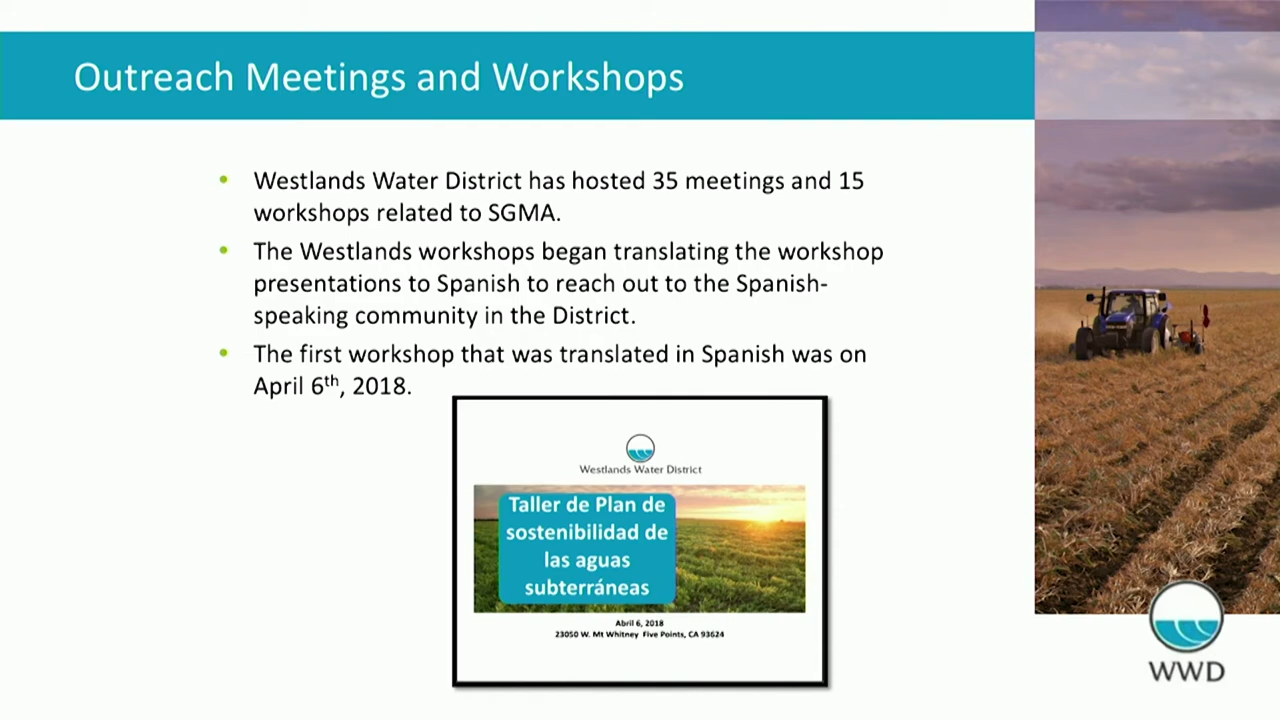 Outreach Meetings and Workshops
• Westlands Water District has hosted 35 meetings and 15
workshops related to SGMA.
• The Westlands workshops began translating the workshop
presentations to Spanish to reach out to the Spanish-
speaking community in the District.
• The first workshop that was translated in Spanish was on
April 6th, 2018.
Westlands Water District
Taller de Plan de
sostenibilidad de
las aguas
subterráneas
Abril 6, 2018
23050 W. Mt Whitney Five Points, CA 93624
WWD